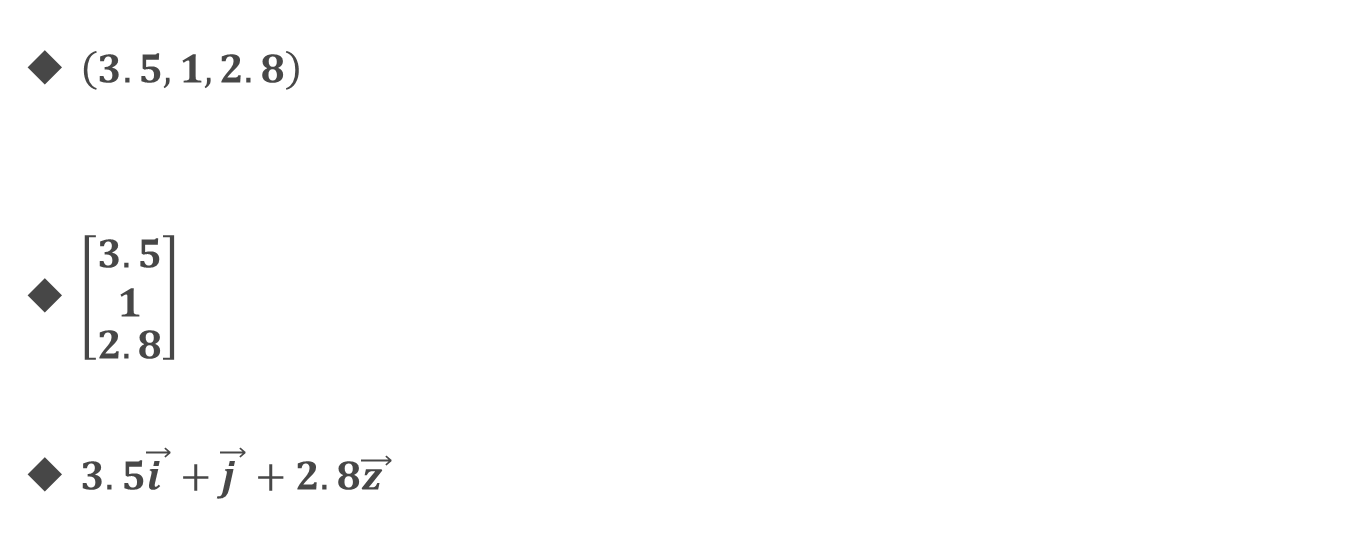 ◆ (3.5, 1, 2.8)
◆ [3.5
1
2.8]
◆ 3.5i⃗ + j⃗ + 2.8z⃗